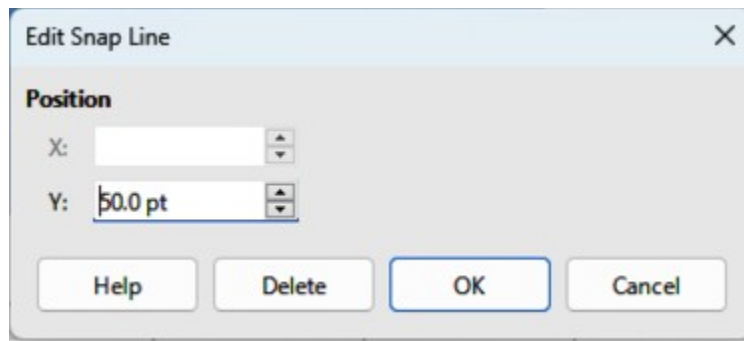 Edit Snap Line
Position
X:
Y: 50.0 pt
Help Delete OK Cancel